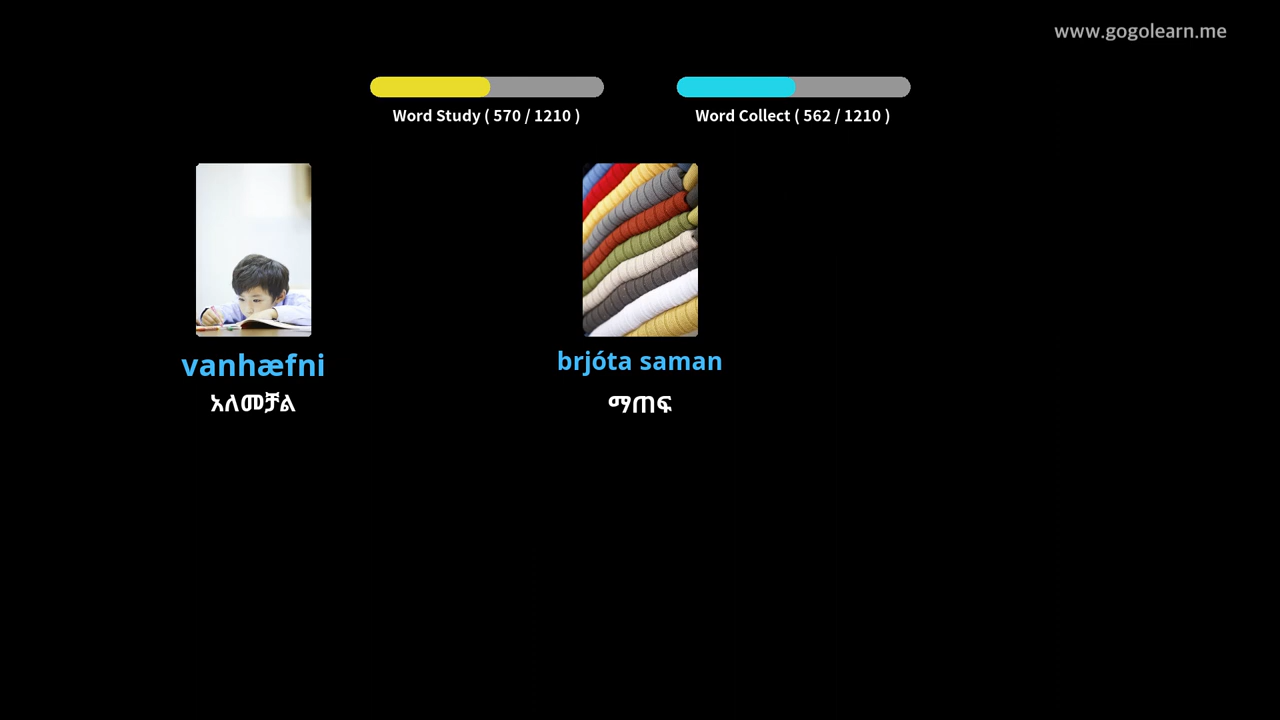 www.gogolearn.me
Word Study ( 570 / 1210 )
Word Collect ( 562 / 1210 )
vanhæfni
brjóta saman
አለመቻል
ማጠፍ